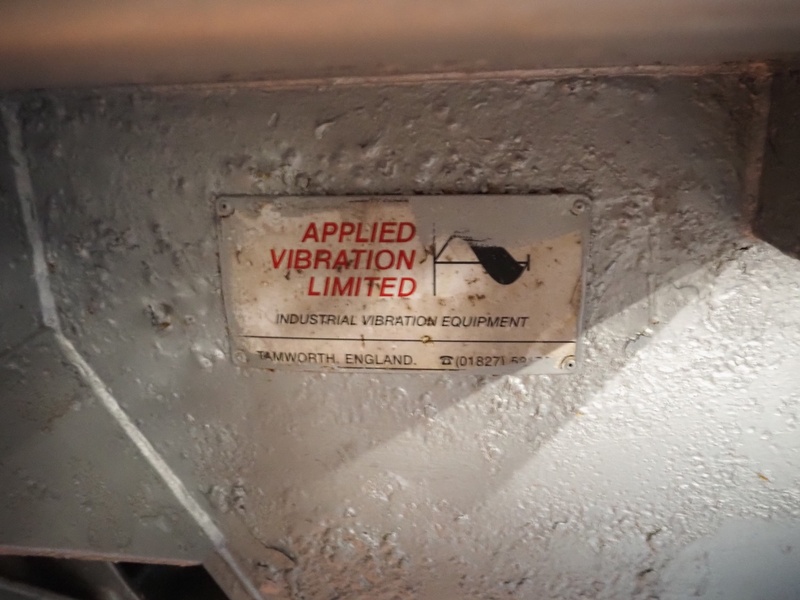 APPLIED
VIBRATION
LIMITED
INDUSTRIAL VIBRATION EQUIPMENT
TAMWORTH, ENGLAND. ☎(01827)